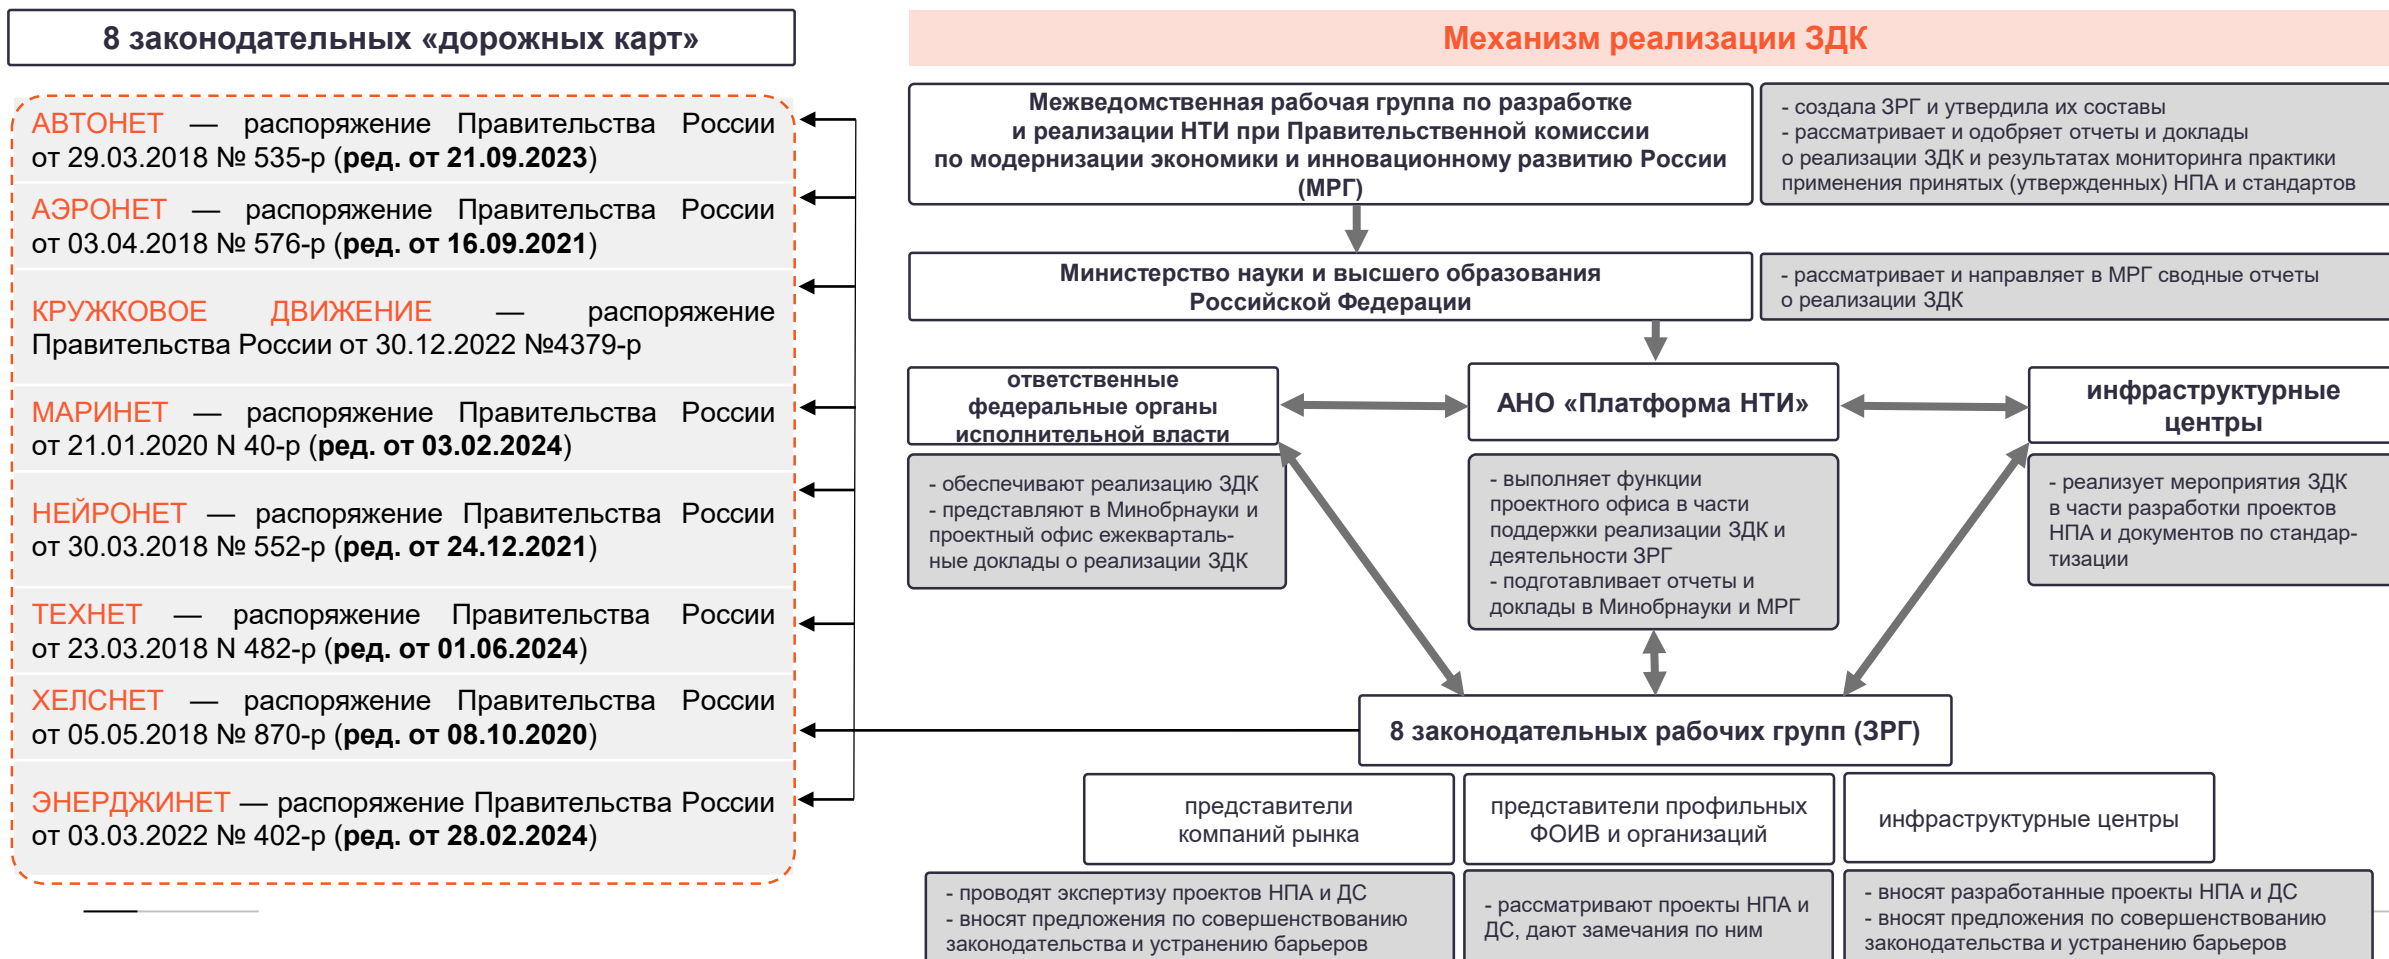 8 законодательных «дорожных карт»
АВТОНЕТ — распоряжение Правительства России
от 29.03.2018 № 535-р (ред. от 21.09.2023)
АЭРОНЕТ — распоряжение Правительства России
от 03.04.2018 № 576-р (ред. от 16.09.2021)
КРУЖКОВОЕ ДВИЖЕНИЕ — распоряжение
Правительства России от 30.12.2022 №4379-р
МАРИНЕТ — распоряжение Правительства России
от 21.01.2020 N 40-р (ред. от 03.02.2024)
НЕЙРОНЕТ — распоряжение Правительства России
от 30.03.2018 № 552-р (ред. от 24.12.2021)
ТЕХНЕТ — распоряжение Правительства России
от 23.03.2018 N 482-р (ред. от 01.06.2024)
ХЕЛСНЕТ — распоряжение Правительства России
от 05.05.2018 № 870-р (ред. от 08.10.2020)
ЭНЕРДЖИНЕТ — распоряжение Правительства России
от 03.03.2022 № 402-р (ред. от 28.02.2024)
Механизм реализации ЗДК
Межведомственная рабочая группа по разработке
и реализации НТИ при Правительственной комиссии
по модернизации экономики и инновационному развитию России
(МРГ)
- создала ЗРГ и утвердила их составы
- рассматривает и одобряет отчеты и доклады
о реализации ЗДК и результатах мониторинга практики
применения принятых (утвержденных) НПА и стандартов
Министерство науки и высшего образования
Российской Федерации
- рассматривает и направляет в МРГ сводные отчеты
о реализации ЗДК
ответственные
федеральные органы
исполнительной власти
- обеспечивают реализацию ЗДК
- представляют в Минобрнауки и
проектный офис ежекварталь-
ные доклады о реализации ЗДК
АНО «Платформа НТИ»
- выполняет функции
проектного офиса в части
поддержки реализации ЗДК и
деятельности ЗРГ
- подготавливает отчеты и
доклады в Минобрнауки и МРГ
инфраструктурные
центры
- реализует мероприятия ЗДК
в части разработки проектов
НПА и документов по стандар-
тизации
8 законодательных рабочих групп (ЗРГ)
представители
компаний рынка
- проводят экспертизу проектов НПА и ДС
- вносят предложения по совершенствованию
законодательства и устранению барьеров
представители профильных
ФОИВ и организаций
- рассматривают проекты НПА и
ДС, дают замечания по ним
инфраструктурные центры
- вносят разработанные проекты НПА и ДС
- вносят предложения по совершенствованию
законодательства и устранению барьеров